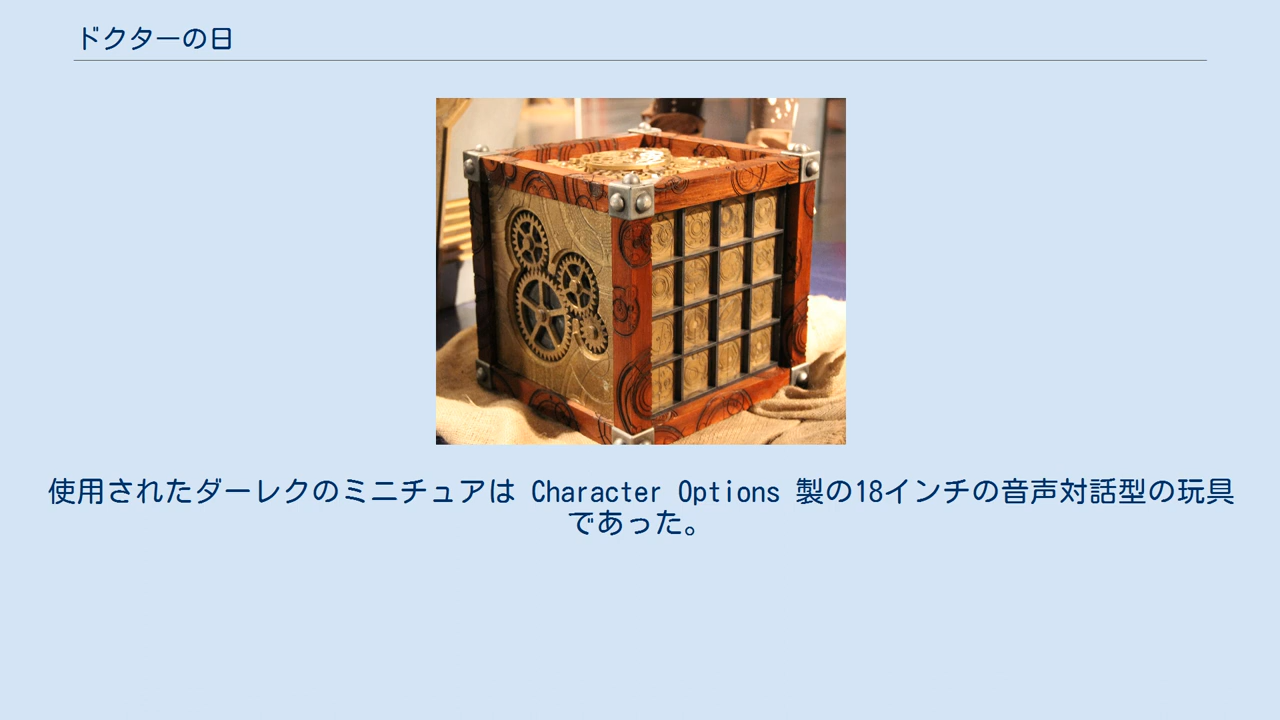 ドクターの日
使用されたダーレクのミニチュアは Character Options 製の18インチの音声対話型の玩具
であった。